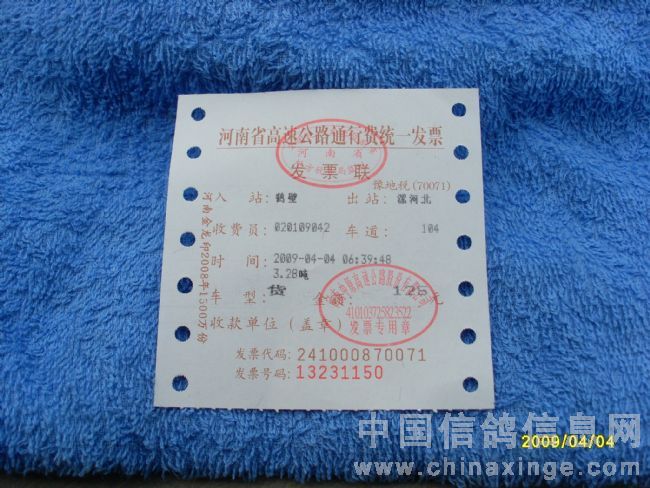 河南省高速公路通行费统一发票
河南省
发票联
豫地税(70071)
入站:鹤壁 出站:漯河北
收费员:020109042 车道:104
时间:2009-04-04 06:39:48
3.28吨
车型:货 金额:125元
收款单位(盖章)
410103725823522
发票专用章
发票代码:241000870071
发票号码:13231150
河南金龙印2008年1500万份
中国信鸽信息网
2009/04/04
www.chinaxinge.com